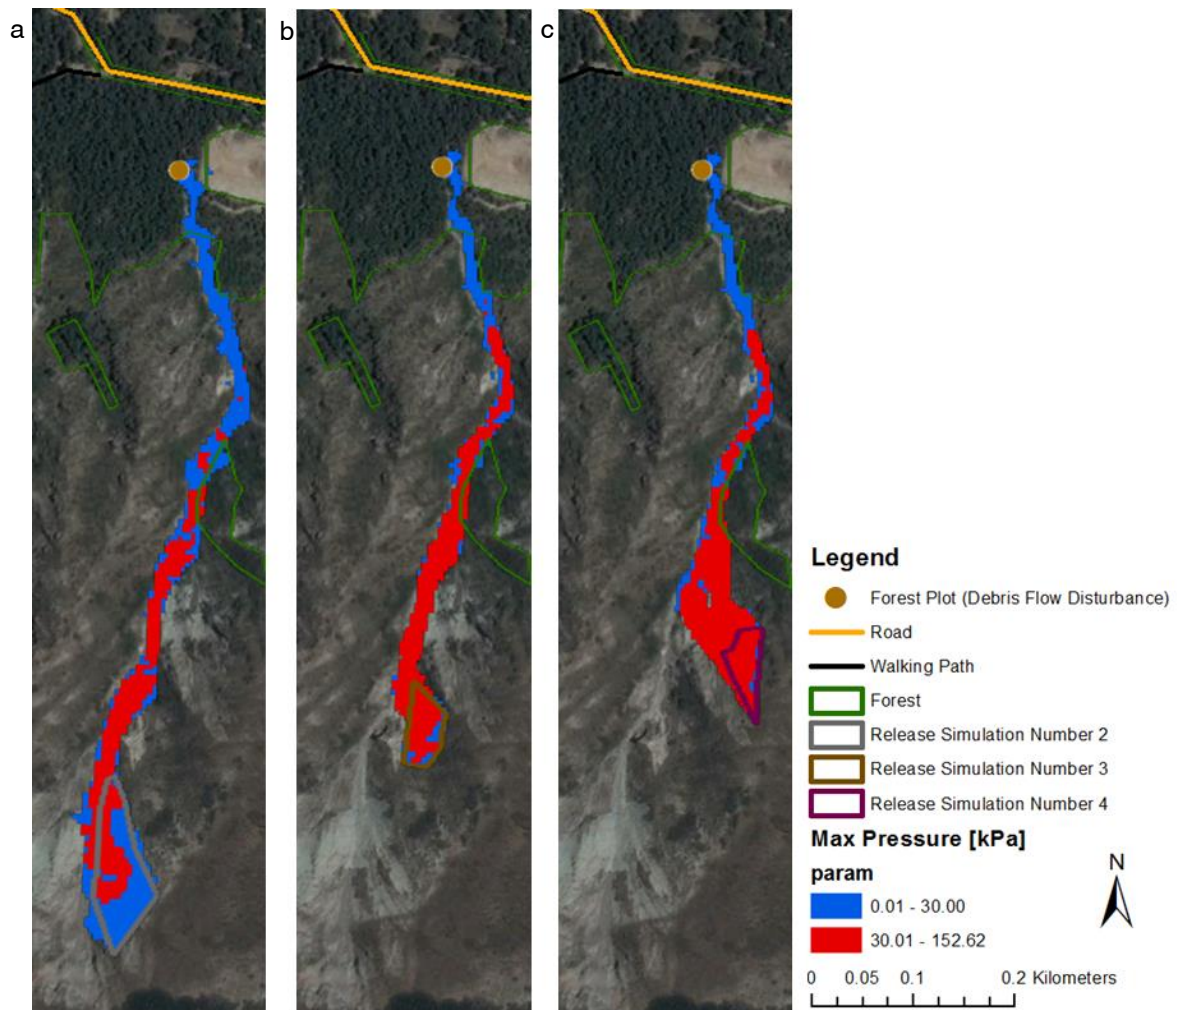 a
b
c
Legend
Forest Plot (Debris Flow Disturbance)
Road
Walking Path
Forest
Release Simulation Number 2
Release Simulation Number 3
Release Simulation Number 4
Max Pressure [kPa]
param
0.01 - 30.00
30.01 - 152.62
N
0 0.05 0.1 0.2 Kilometers